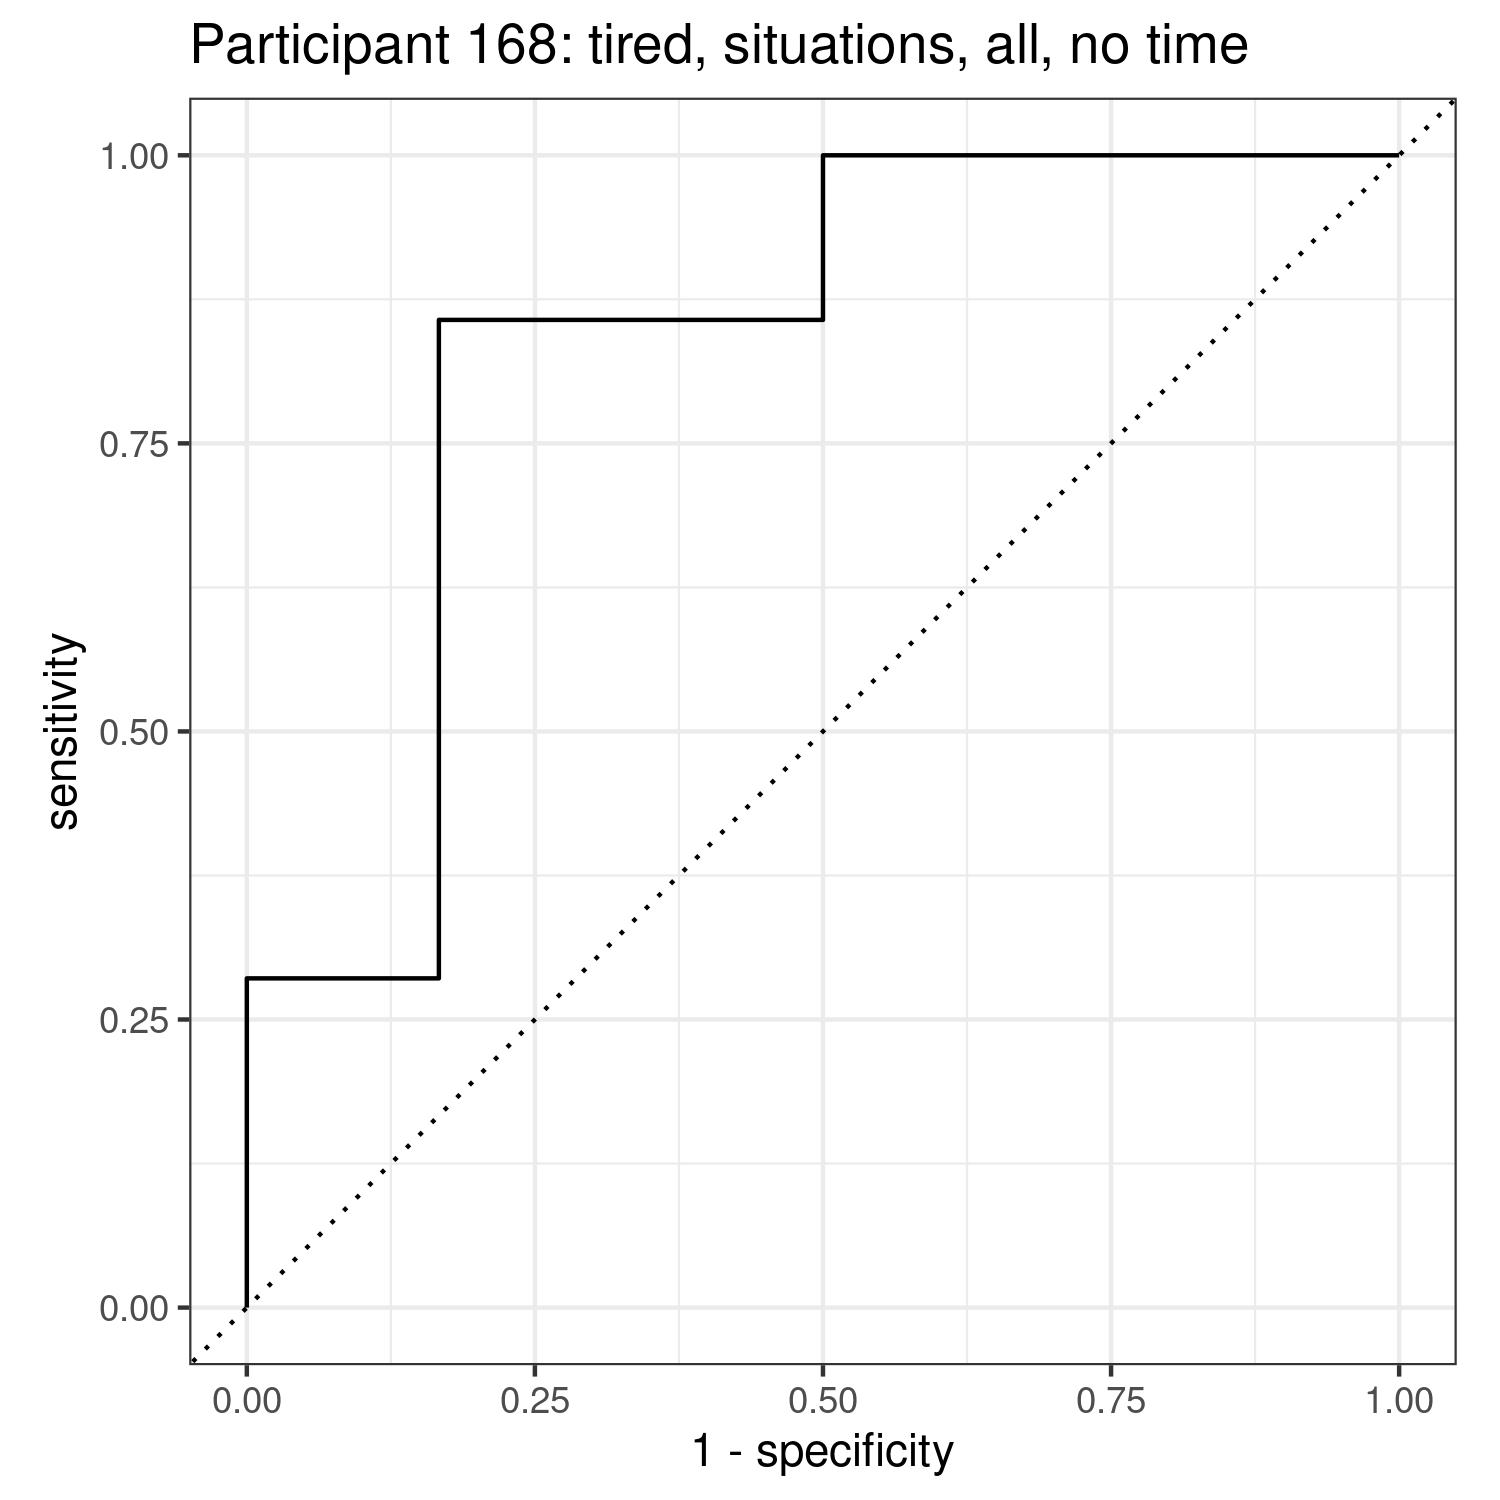 Participant 168: tired, situations, all, no time
1.00
0.75
0.50
0.25
0.00
sensitivity
0.00 0.25 0.50 0.75 1.00
1 - specificity